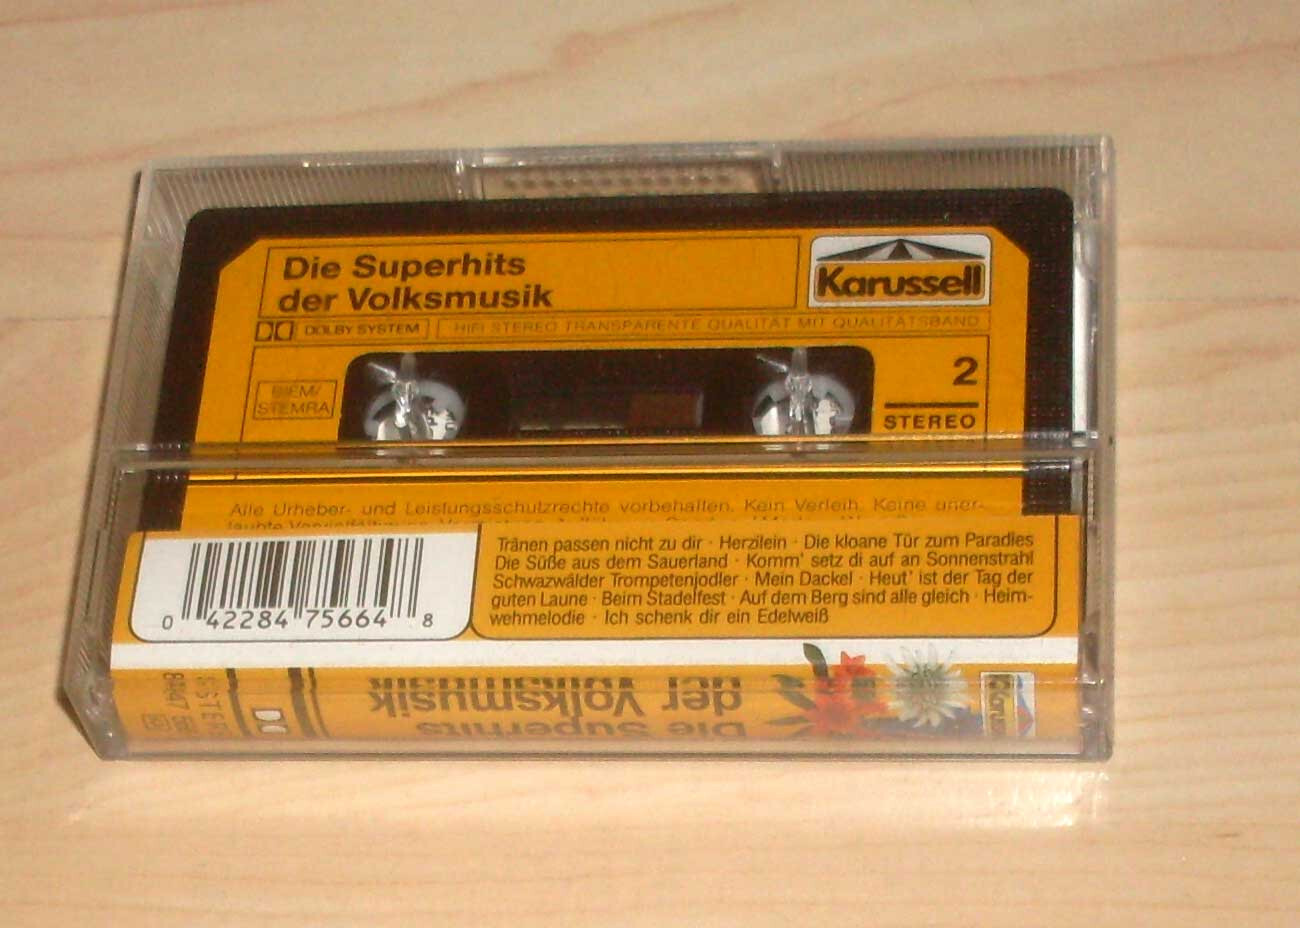 Die Superhits
der Volksmusik
Karussell
DOLBY SYSTEM
HIFI STEREO TRANSPARENTE QUALITÄT MIT QUALITÄTSBAND
BIEM/
STEMRA
2
STEREO
Alle Urheber- und Leistungsschutzrechte vorbehalten. Kein Verleih. Keine uner-
Tränen passen nicht zu dir · Herzilein · Die kloane Tür zum Paradies
Die Süße aus dem Sauerland · Komm' setz di auf an Sonnenstrahl
Schwazwälder Trompetenjodler · Mein Dackel · Heut' ist der Tag der
guten Laune · Beim Stadelfest · Auf dem Berg sind alle gleich · Heim-
wehmelodie · Ich schenk dir ein Edelweiß
0 42284 75664 8
Die Superhits
der Volksmusik
Karussell